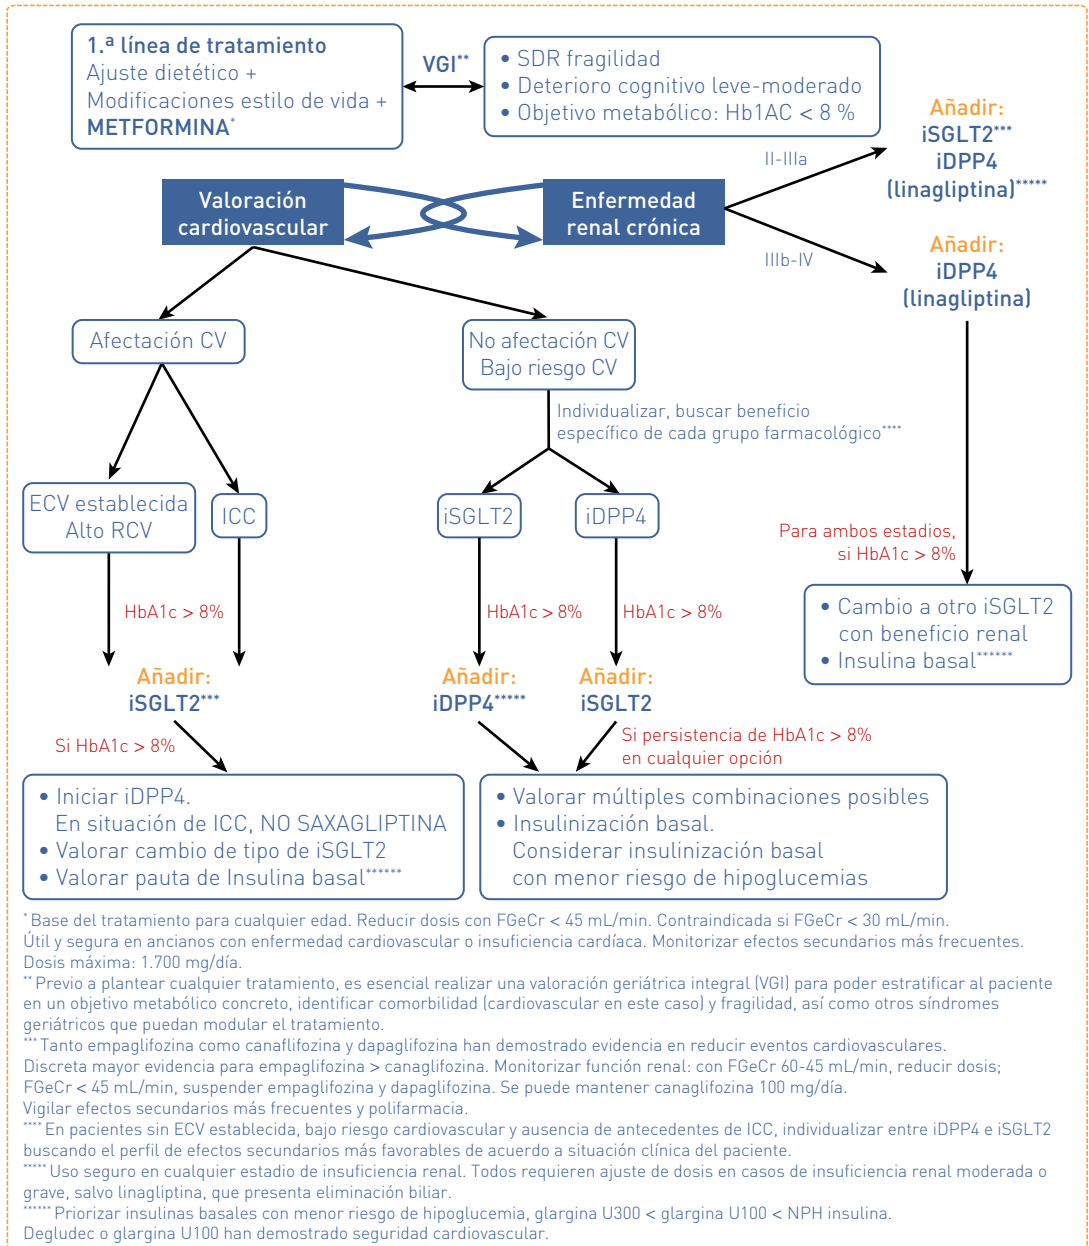 1.ª línea de tratamiento
Ajuste dietético +
Modificaciones estilo de vida +
METFORMINA*
VGI**
• SDR fragilidad
• Deterioro cognitivo leve-moderado
• Objetivo metabólico: Hb1AC < 8 %
Valoración
cardiovascular
Enfermedad
renal crónica
II-IIIa
Añadir:
iSGLT2***
iDPP4
(linagliptina)*****
IIIb-IV
Añadir:
iDPP4
(linagliptina)
Afectación CV
No afectación CV
Bajo riesgo CV
Individualizar, buscar beneficio
específico de cada grupo farmacológico****
ECV establecida
Alto RCV
ICC
iSGLT2
iDPP4
Para ambos estadios,
si HbA1c > 8%
HbA1c > 8%
HbA1c > 8%
HbA1c > 8%
• Cambio a otro iSGLT2
con beneficio renal
• Insulina basal******
Añadir:
iSGLT2***
Añadir:
iDPP4*****
Añadir:
iSGLT2
Si HbA1c > 8%
Si persistencia de HbA1c > 8%
en cualquier opción
• Iniciar iDPP4.
En situación de ICC, NO SAXAGLIPTINA
• Valorar cambio de tipo de iSGLT2
• Valorar pauta de Insulina basal******
• Valorar múltiples combinaciones posibles
• Insulinización basal.
Considerar insulinización basal
con menor riesgo de hipoglucemias
* Base del tratamiento para cualquier edad. Reducir dosis con FGeCr < 45 mL/min. Contraindicada si FGeCr < 30 mL/min.
Útil y segura en ancianos con enfermedad cardiovascular o insuficiencia cardíaca. Monitorizar efectos secundarios más frecuentes.
Dosis máxima: 1.700 mg/día.
** Previo a plantear cualquier tratamiento, es esencial realizar una valoración geriátrica integral (VGI) para poder estratificar al paciente
en un objetivo metabólico concreto, identificar comorbilidad (cardiovascular en este caso) y fragilidad, así como otros síndromes
geriátricos que puedan modular el tratamiento.
*** Tanto empaglifozina como canaflifozina y dapaglifozina han demostrado evidencia en reducir eventos cardiovasculares.
Discreta mayor evidencia para empaglifozina > canaglifozina. Monitorizar función renal: con FGeCr 60-45 mL/min, reducir dosis;
FGeCr < 45 mL/min, suspender empaglifozina y dapaglifozina. Se puede mantener canaglifozina 100 mg/día.
Vigilar efectos secundarios más frecuentes y polifarmacia.
**** En pacientes sin ECV establecida, bajo riesgo cardiovascular y ausencia de antecedentes de ICC, individualizar entre iDPP4 e iSGLT2
buscando el perfil de efectos secundarios más favorables de acuerdo a situación clínica del paciente.
***** Uso seguro en cualquier estadio de insuficiencia renal. Todos requieren ajuste de dosis en casos de insuficiencia renal moderada o
grave, salvo linagliptina, que presenta eliminación biliar.
****** Priorizar insulinas basales con menor riesgo de hipoglucemia, glargina U300 < glargina U100 < NPH insulina.
Degludec o glargina U100 han demostrado seguridad cardiovascular.